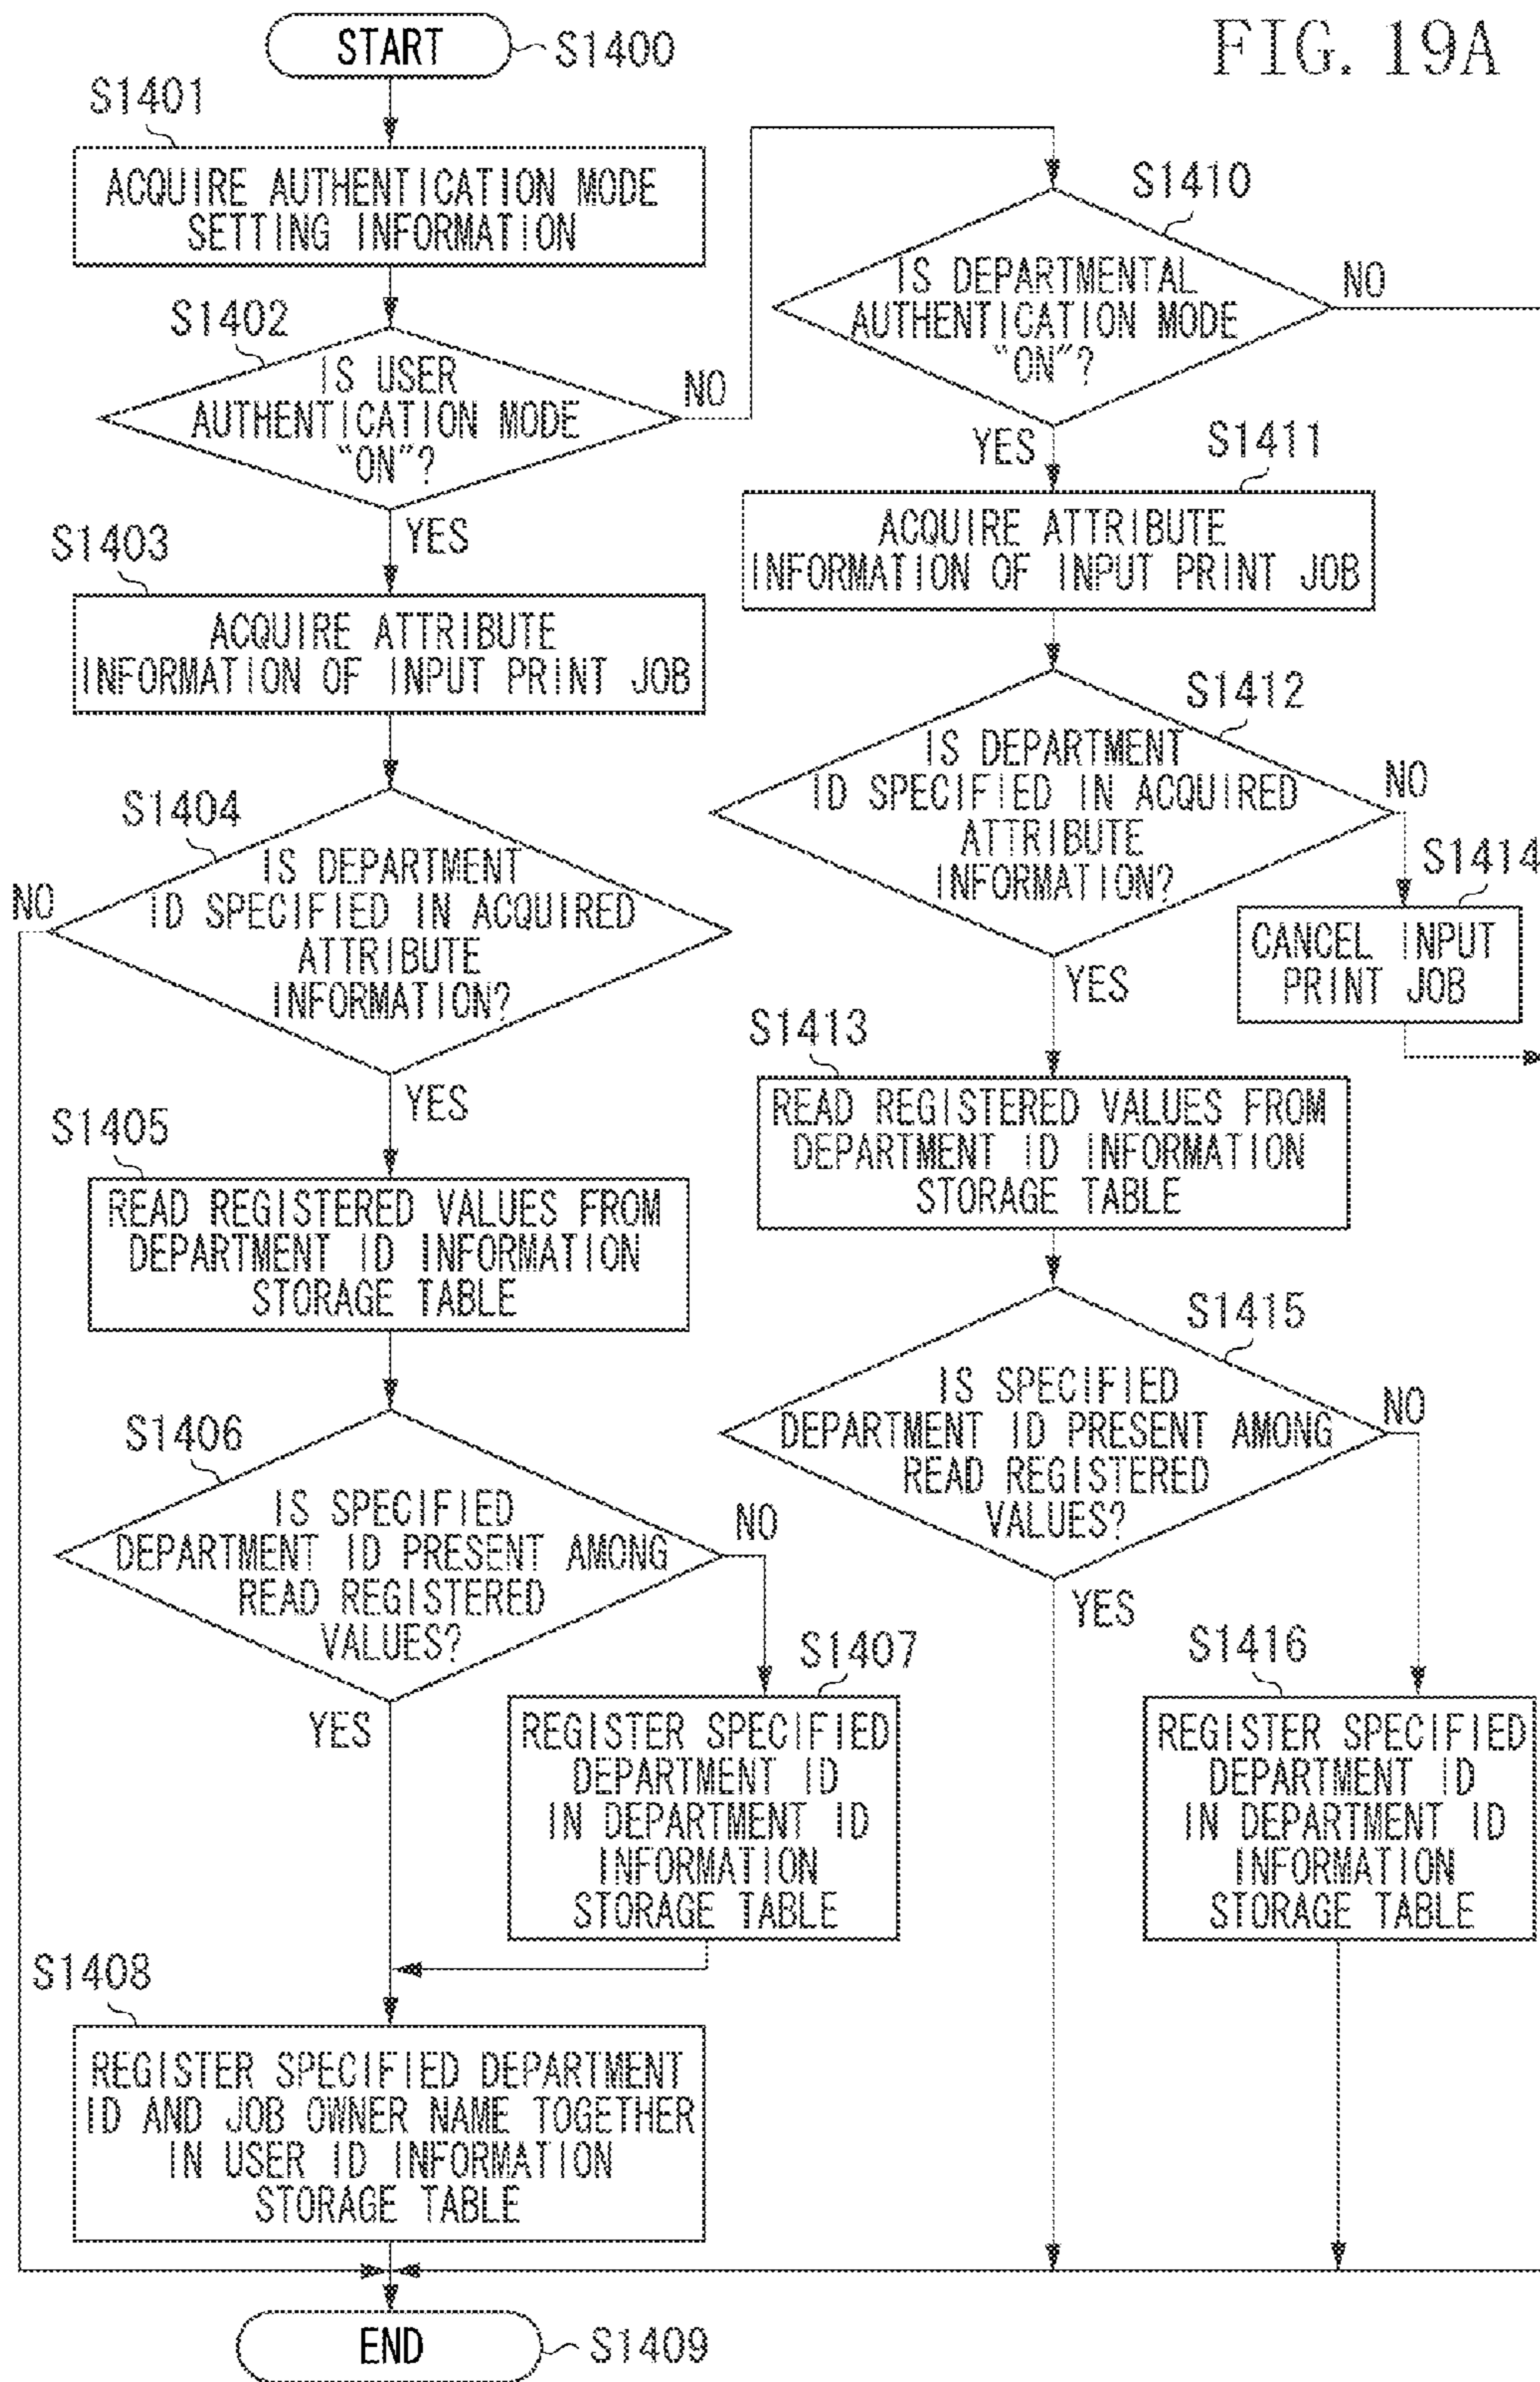 FIG. 19A
START
S1400
S1401
ACQUIRE AUTHENTICATION MODE
SETTING INFORMATION
S1402
IS USER
AUTHENTICATION MODE
“ON”?
NO
YES
S1403
ACQUIRE ATTRIBUTE
INFORMATION OF INPUT PRINT JOB
S1404
IS DEPARTMENT
ID SPECIFIED IN ACQUIRED
ATTRIBUTE
INFORMATION?
NO
YES
S1405
READ REGISTERED VALUES FROM
DEPARTMENT ID INFORMATION
STORAGE TABLE
S1406
IS SPECIFIED
DEPARTMENT ID PRESENT AMONG
READ REGISTERED
VALUES?
NO
YES
S1407
REGISTER SPECIFIED
DEPARTMENT ID
IN DEPARTMENT ID
INFORMATION
STORAGE TABLE
S1408
REGISTER SPECIFIED DEPARTMENT
ID AND JOB OWNER NAME TOGETHER
IN USER ID INFORMATION
STORAGE TABLE
END
S1409
S1410
IS DEPARTMENTAL
AUTHENTICATION MODE
“ON”?
NO
YES
S1411
ACQUIRE ATTRIBUTE
INFORMATION OF INPUT PRINT JOB
S1412
IS DEPARTMENT
ID SPECIFIED IN ACQUIRED
ATTRIBUTE
INFORMATION?
NO
YES
S1414
CANCEL INPUT
PRINT JOB
S1413
READ REGISTERED VALUES FROM
DEPARTMENT ID INFORMATION
STORAGE TABLE
S1415
IS SPECIFIED
DEPARTMENT ID PRESENT AMONG
READ REGISTERED
VALUES?
NO
YES
S1416
REGISTER SPECIFIED
DEPARTMENT ID
IN DEPARTMENT ID
INFORMATION
STORAGE TABLE